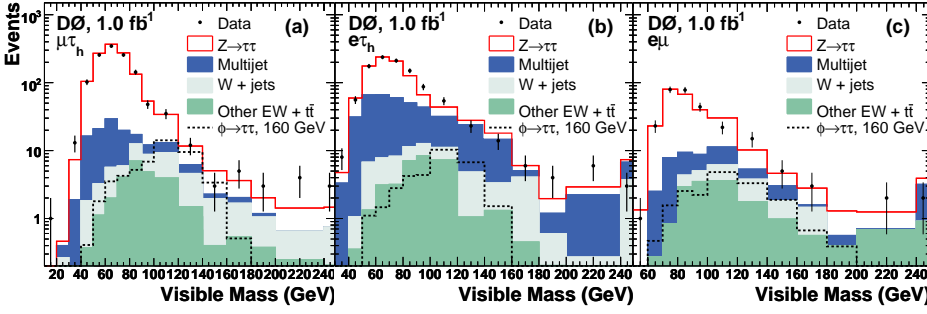 Events
10³
10²
10
1
DØ, 1.0 fb⁻¹
(a)
μτh
Data
Z→ττ
Multijet
W + jets
Other EW + tt̄
ϕ→ττ, 160 GeV
20 40 60 80 100 120 140 160 180 200 220 240
Visible Mass (GeV)
DØ, 1.0 fb⁻¹
(b)
eτh
Data
Z→ττ
Multijet
W + jets
Other EW + tt̄
ϕ→ττ, 160 GeV
40 60 80 100 120 140 160 180 200 220 240
Visible Mass (GeV)
DØ, 1.0 fb⁻¹
(c)
eμ
Data
Z→ττ
Multijet
W + jets
Other EW + tt̄
ϕ→ττ, 160 GeV
60 80 100 120 140 160 180 200 220 240
Visible Mass (GeV)